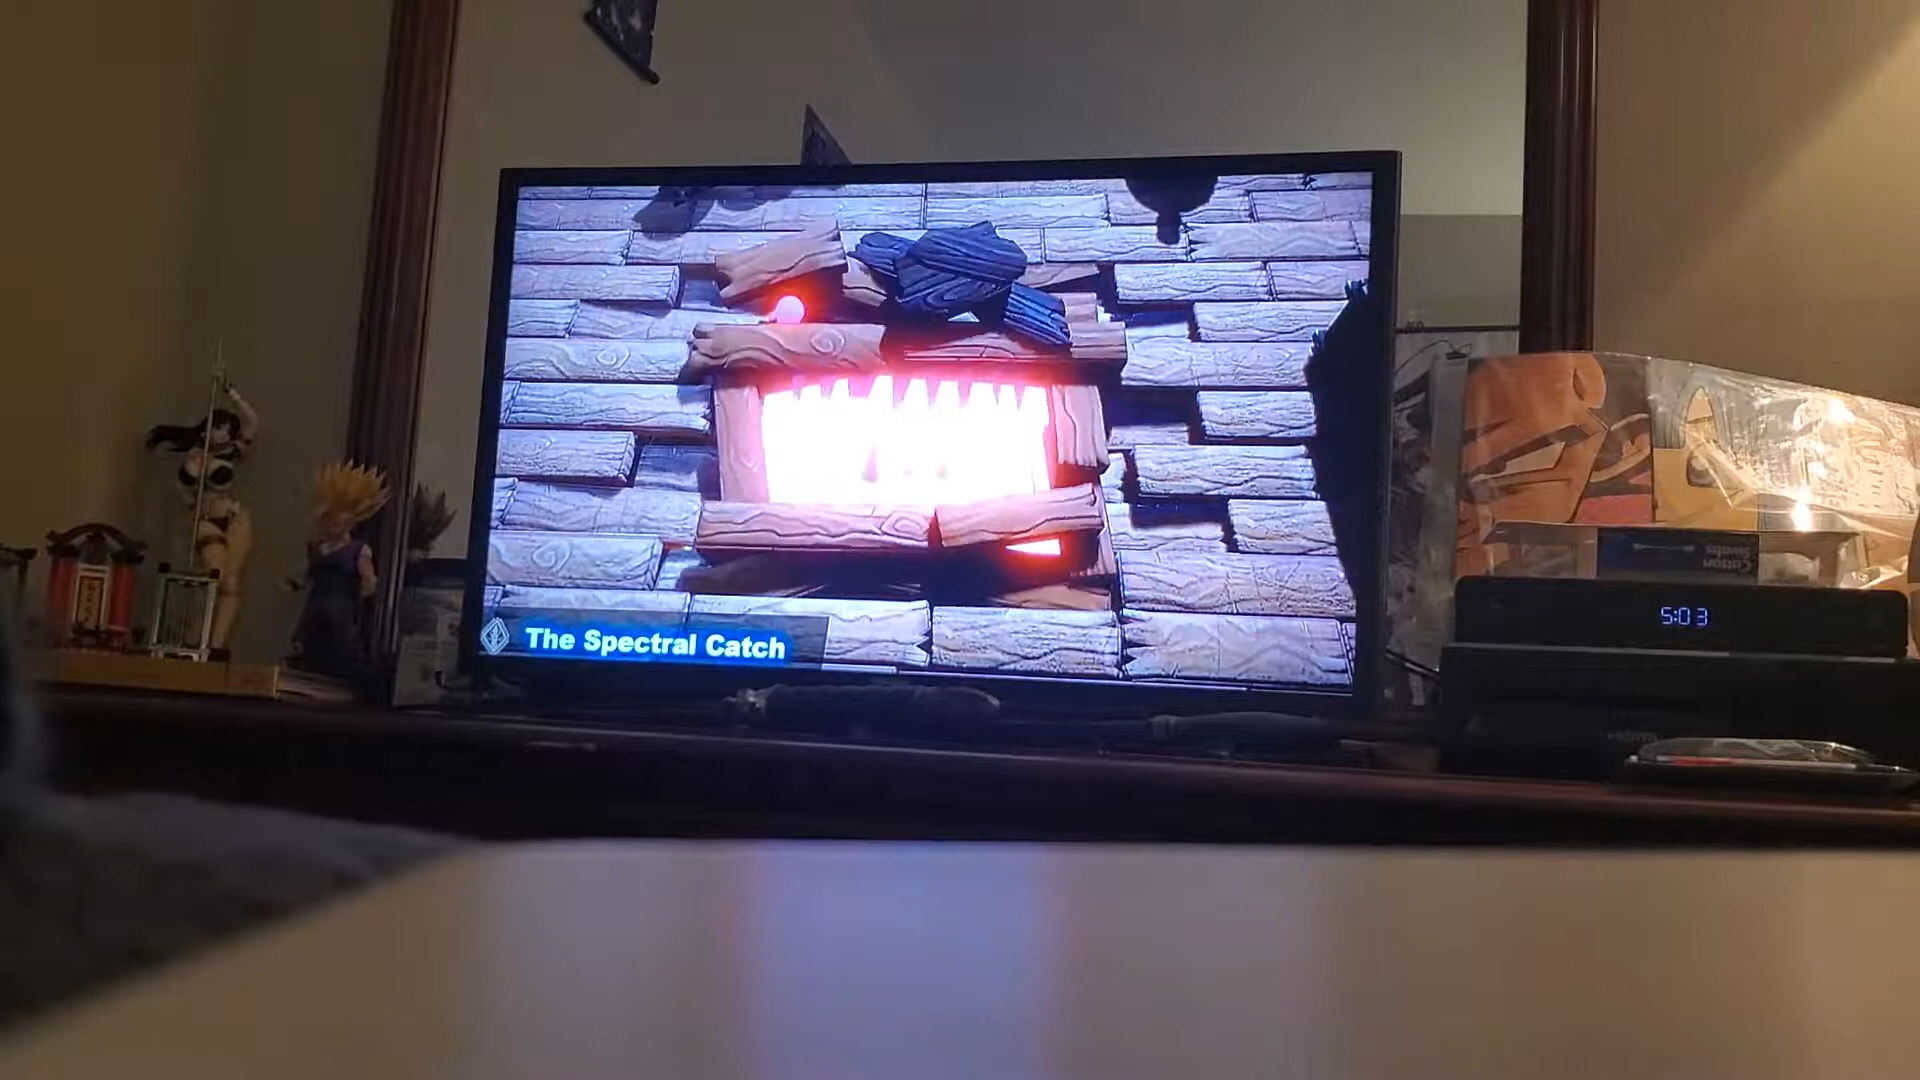 The Spectral Catch
5:03
Cotton
Swabs